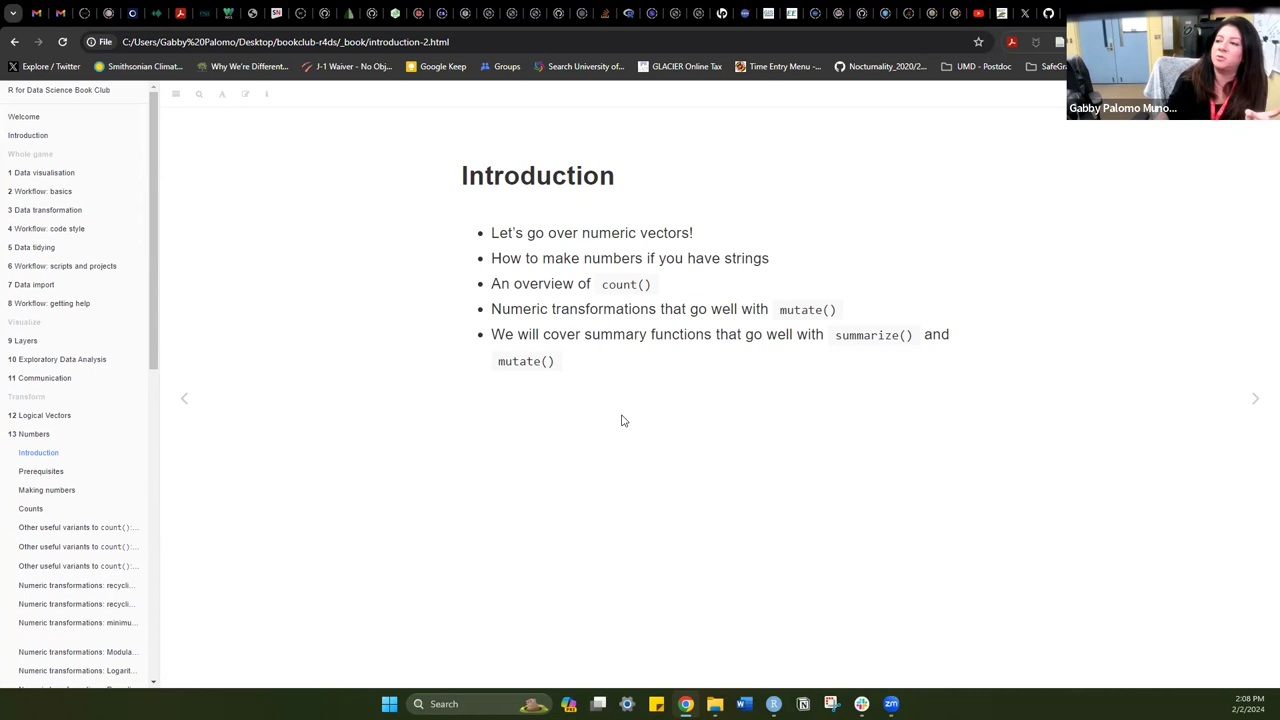 File C:/Users/Gabby%20Palomo/Desktop/bookclub-r4ds/_book/introduction-2.html
Explore / Twitter Smithsonian Climat... Why We're Different... J-1 Waiver - No Obj... Google Keep Groups Search Universityof... GLACIER Online Tax Time Entry Menu -... Nocturnality_2020/2... UMD - Postdoc SafeGr
Gabby Palomo Muno...
R for Data Science Book Club
Welcome
Introduction
Whole game
1 Data visualisation
2 Workflow: basics
3 Data transformation
4 Workflow: code style
5 Data tidying
6 Workflow: scripts and projects
7 Data import
8 Workflow: getting help
Visualize
9 Layers
10 Exploratory Data Analysis
11 Communication
Transform
12 Logical Vectors
13 Numbers
Introduction
Prerequisites
Making numbers
Counts
Other useful variants to count():...
Other useful variants to count():...
Other useful variants to count():...
Numeric transformations: recycli...
Numeric transformations: recycli...
Numeric transformations: minimu...
Numeric transformations: Modula...
Numeric transformations: Logarit...
Introduction
Let's go over numeric vectors!
How to make numbers if you have strings
An overview of count()
Numeric transformations that go well with mutate()
We will cover summary functions that go well with summarize() and
mutate()
Search
2:08 PM
2/2/2024